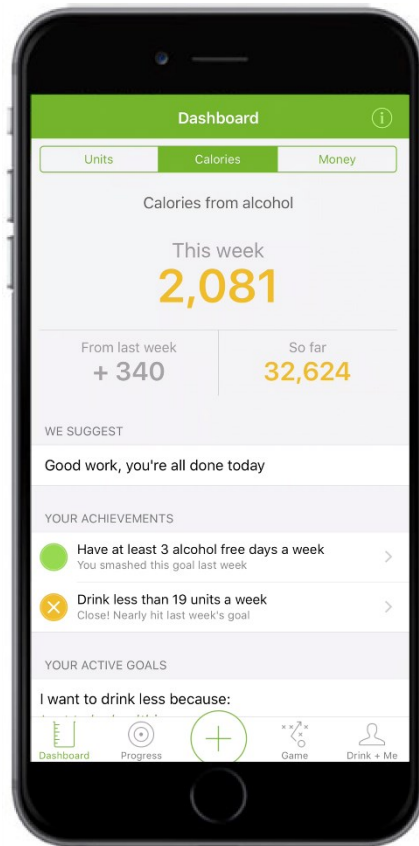 Dashboard
Units Calories Money
Calories from alcohol
This week
2,081
From last week So far
+ 340 32,624
WE SUGGEST
Good work, you're all done today
YOUR ACHIEVEMENTS
Have at least 3 alcohol free days a week
You smashed this goal last week
Drink less than 19 units a week
Close! Nearly hit last week's goal
YOUR ACTIVE GOALS
I want to drink less because:
Dashboard Progress Game Drink + Me